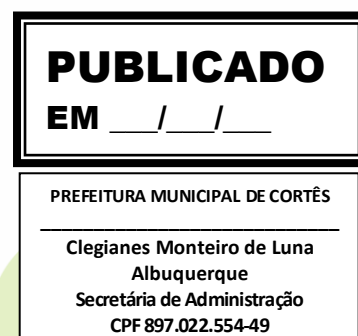 PUBLICADO
EM ___/___/___
PREFEITURA MUNICIPAL DE CORTÊS
______________________________
Clegianes Monteiro de Luna
Albuquerque
Secretária de Administração
CPF 897.022.554-49